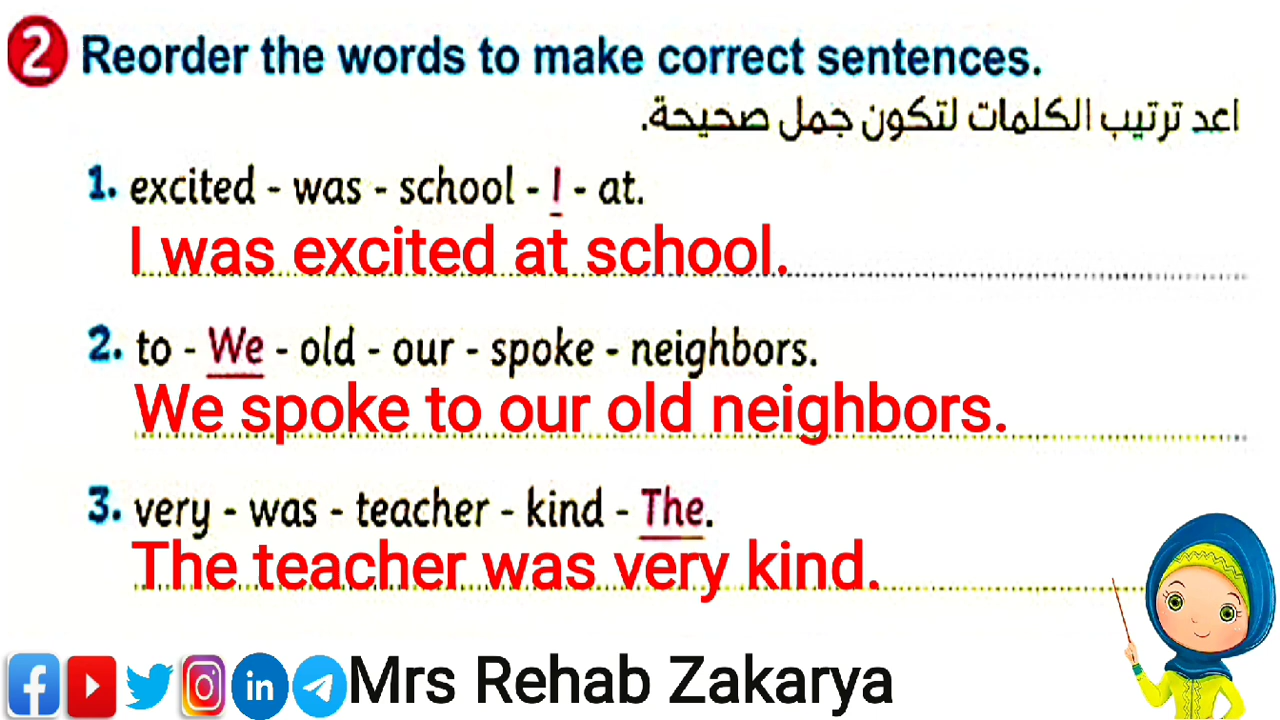 2 Reorder the words to make correct sentences.
اعد ترتيب الكلمات لتكون جمل صحيحة.
1. excited - was - school - I - at.
I was excited at school.
2. to - We - old - our - spoke - neighbors.
We spoke to our old neighbors.
3. very - was - teacher - kind - The.
The teacher was very kind.
Mrs Rehab Zakarya